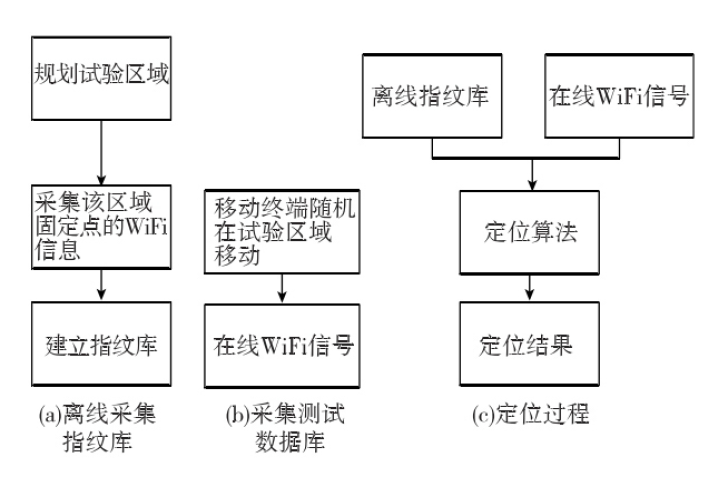 规划试验区域
采集该区域
固定点的WiFi
信息
建立指纹库
(a)离线采集
指纹库
移动终端随机
在试验区域
移动
在线WiFi信号
(b)采集测试
数据库
离线指纹库
在线WiFi信号
定位算法
定位结果
(c)定位过程